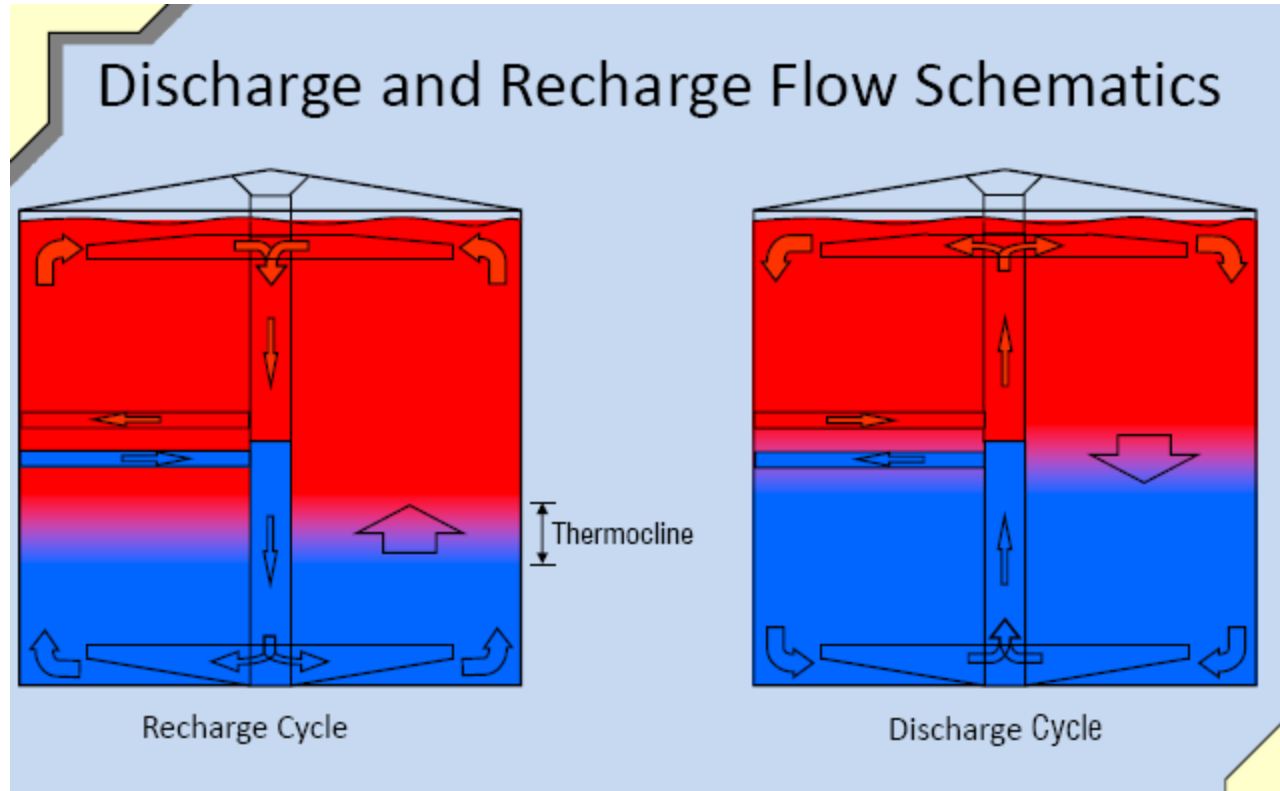 Discharge and Recharge Flow Schematics
Thermocline
Recharge Cycle
Discharge Cycle